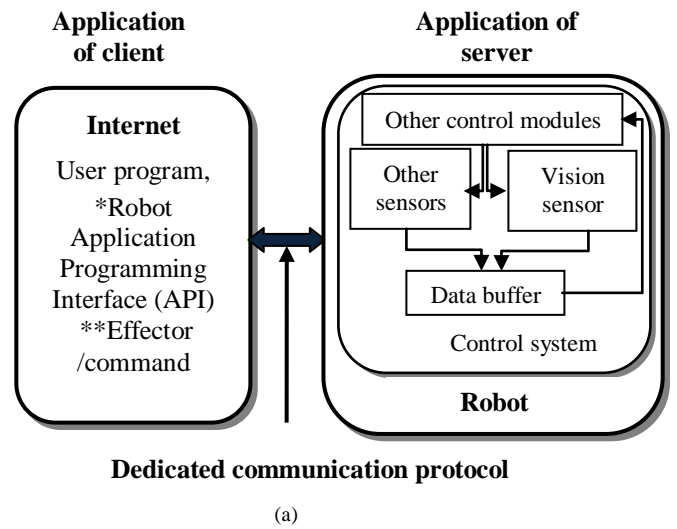 Application
of client
Application of
server
Internet
User program,
*Robot
Application
Programming
Interface (API)
**Effector
/command
Other control modules
Other
sensors
Vision
sensor
Data buffer
Control system
Robot
Dedicated communication protocol
(a)